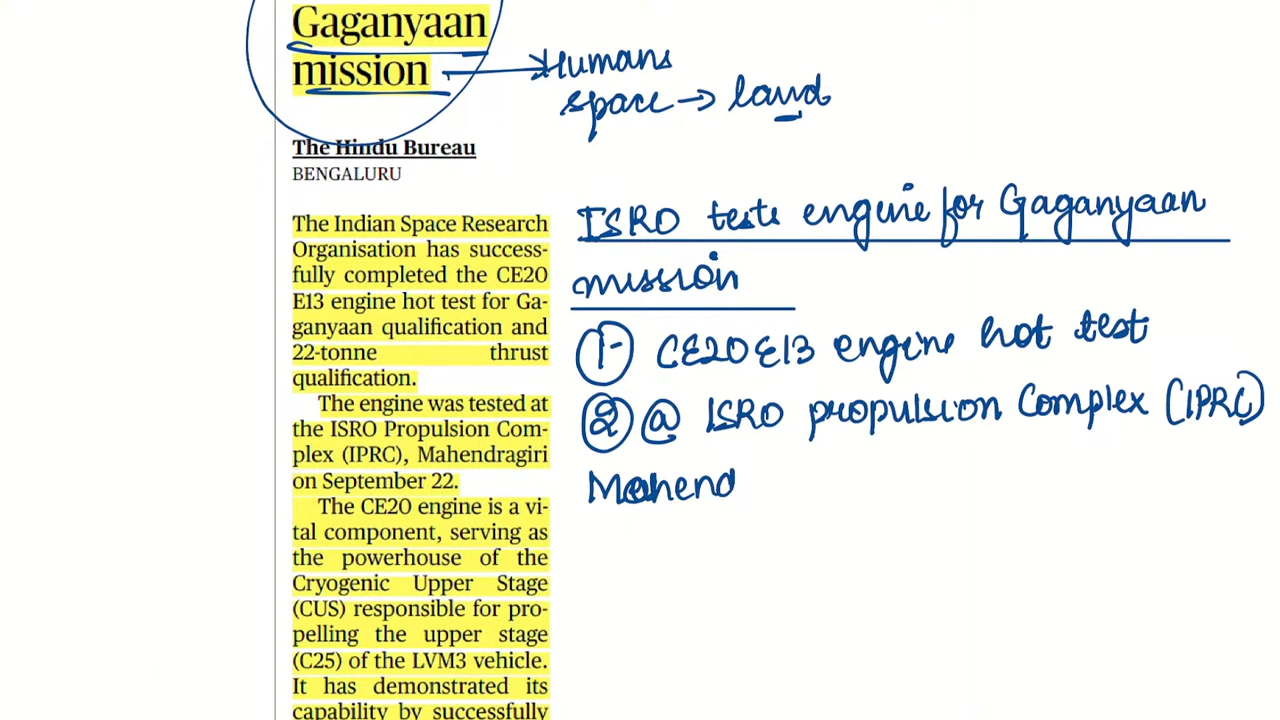 Gaganyaan
mission
Humans
space → land
The Hindu Bureau
BENGALURU
The Indian Space Research
Organisation has success-
fully completed the CE20
E13 engine hot test for Ga-
ganyaan qualification and
22-tonne thrust
qualification.
The engine was tested at
the ISRO Propulsion Com-
plex (IPRC), Mahendragiri
on September 22.
The CE20 engine is a vi-
tal component, serving as
the powerhouse of the
Cryogenic Upper Stage
(CUS) responsible for pro-
pelling the upper stage
(C25) of the LVM3 vehicle.
It has demonstrated its
capability by successfully
ISRO tests engine for Gaganyaan
mission
1- CE20 E13 engine hot test
2 @ ISRO propulsion Complex (IPRC)
Mahend